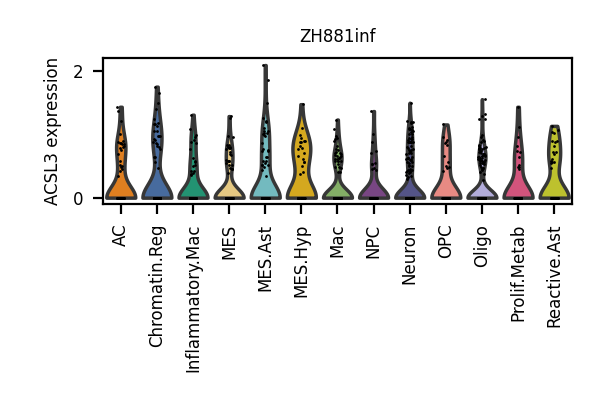 ZH881inf
ACSL3 expression
2
0
AC
Chromatin.Reg
Inflammatory.Mac
MES
MES.Ast
MES.Hyp
Mac
NPC
Neuron
OPC
Oligo
Prolif.Metab
Reactive.Ast